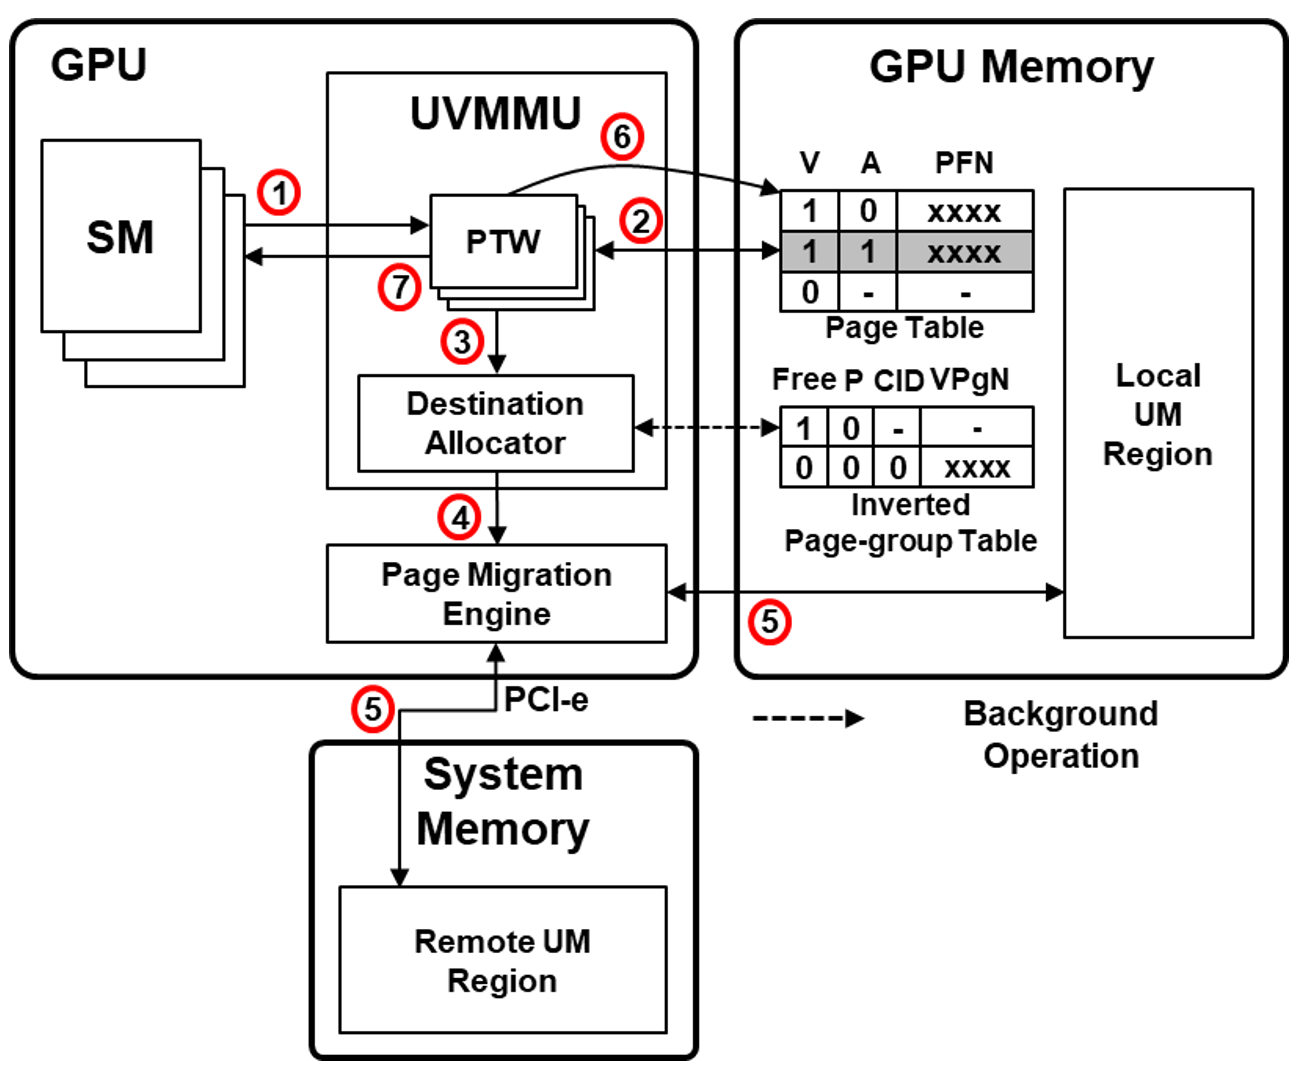 GPU
UVMMU
SM
1
7
PTW
6
2
3
Destination
Allocator
4
Page Migration
Engine
5
PCI-e
GPU Memory
V A PFN
1 0 xxxx
1 1 xxxx
0 - -
Page Table
Free P CID VPgN
1 0 - -
0 0 0 xxxx
Inverted
Page-group Table
Local
UM
Region
5
System
Memory
Remote UM
Region
Background
Operation